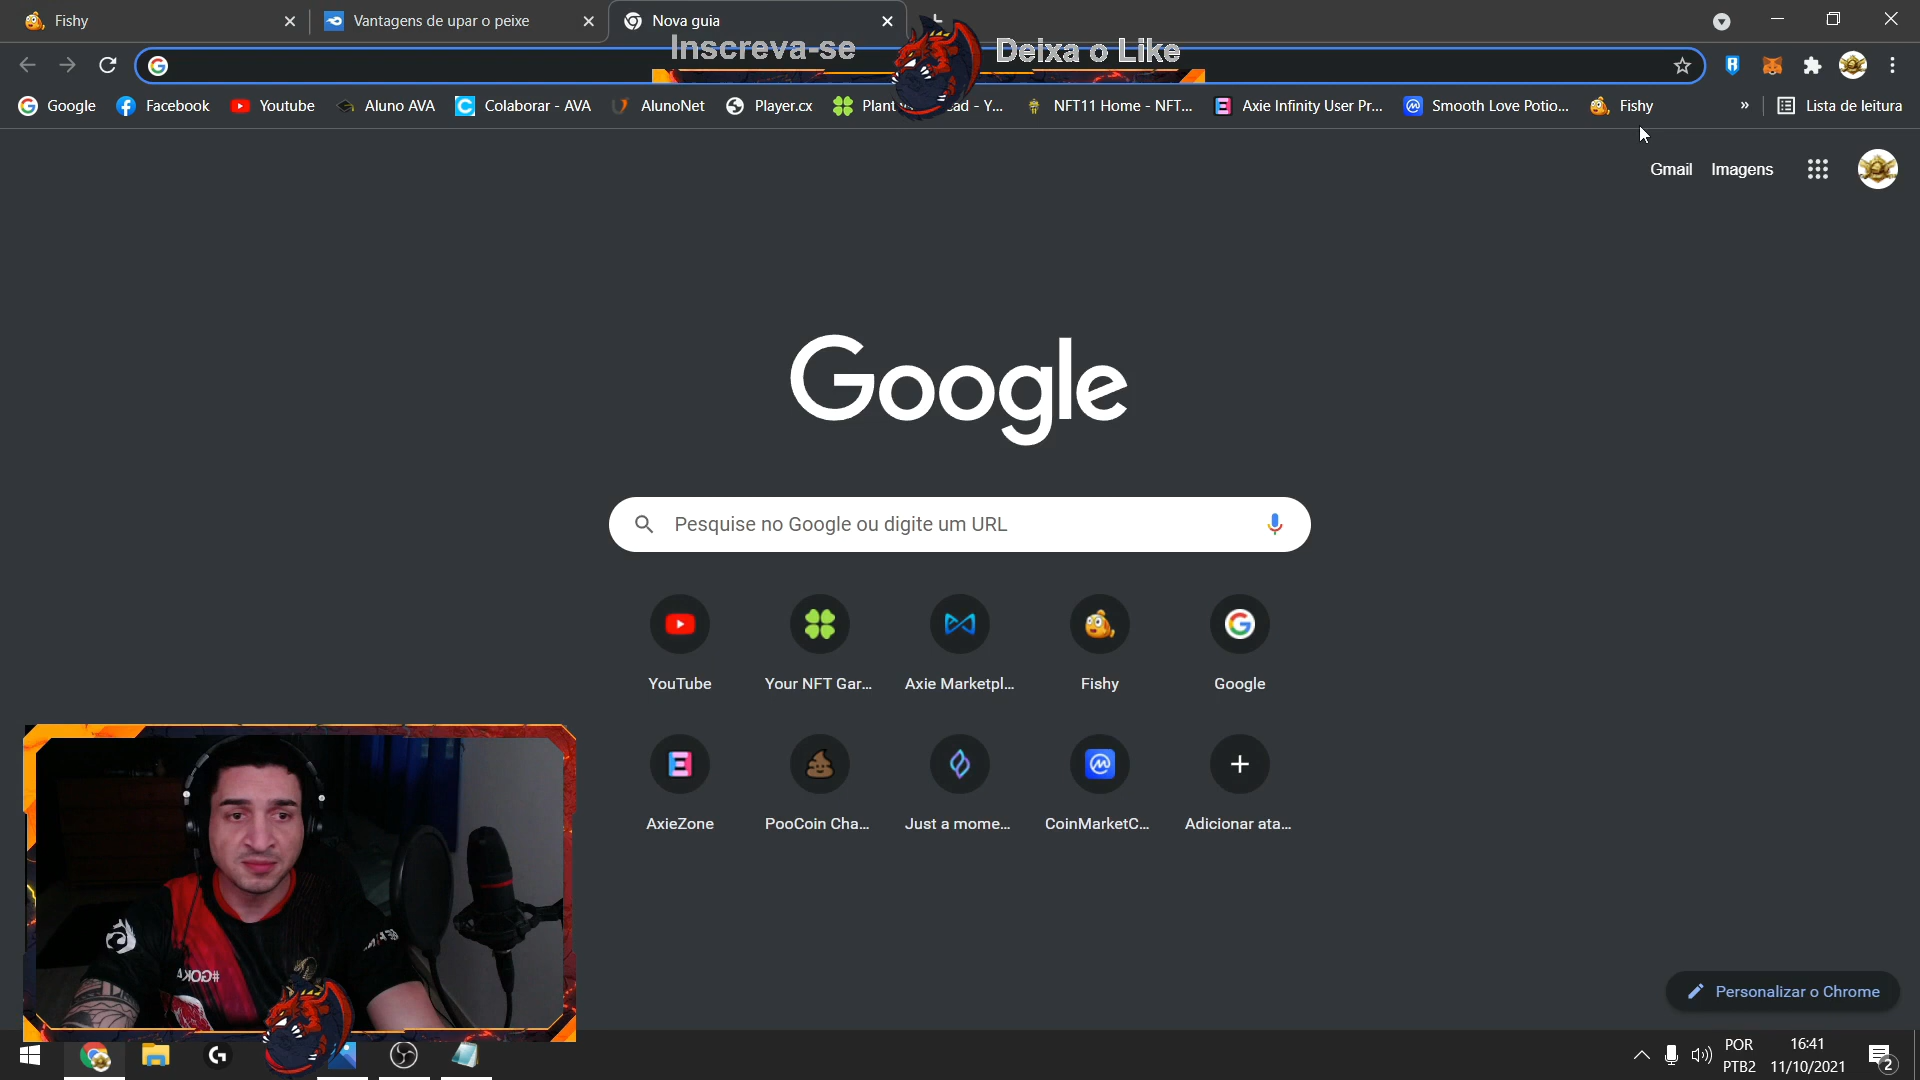 Fishy
Vantagens de upar o peixe
Nova guia
Inscreva-se
Deixa o Like
Google
Facebook
Youtube
Aluno AVA
Colaborar - AVA
AlunoNet
Player.cx
NFT11 Home - NFT...
Axie Infinity User Pr...
Smooth Love Potio...
Fishy
»
Lista de leitura
Gmail
Imagens
Google
Pesquise no Google ou digite um URL
YouTube
Your NFT Gar...
Axie Marketpl...
Fishy
Google
AxieZone
PooCoin Cha...
Just a mome...
CoinMarketC...
Adicionar ata...
Personalizar o Chrome
POR
PTB2
16:41
11/10/2021
2